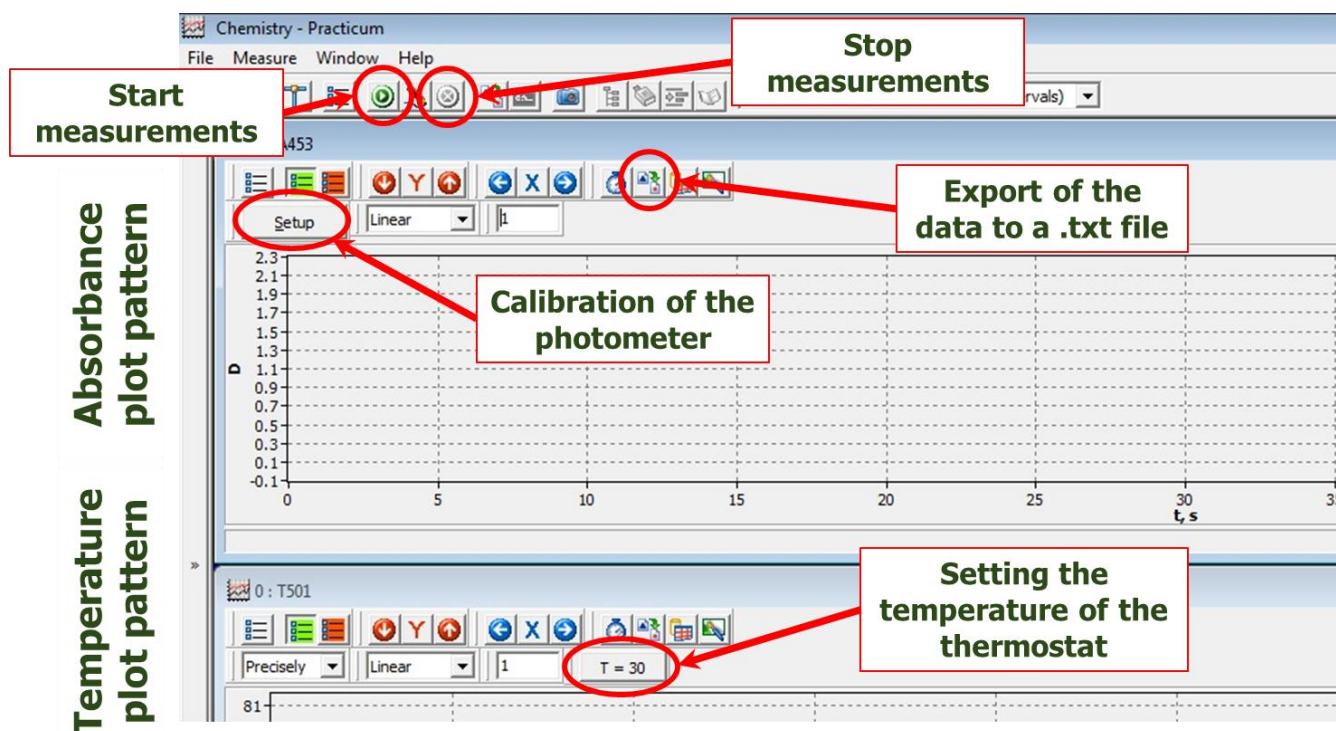 Chemistry - Practicum
File Measure Window Help
Stop
measurements
Start
measurements
rvals)
A453
Export of the
data to a .txt file
Setup
Linear
1
Calibration of the
photometer
Absorbance
plot pattern
2.3
2.1
1.9
1.7
1.5
1.3
1.1
0.9
0.7
0.5
0.3
0.1
-0.1
D
0 5 10 15 20 25 30 3
t, s
Temperature
plot pattern
»
0 : T501
Setting the
temperature of the
thermostat
Y X
Precisely Linear 1 T = 30
81